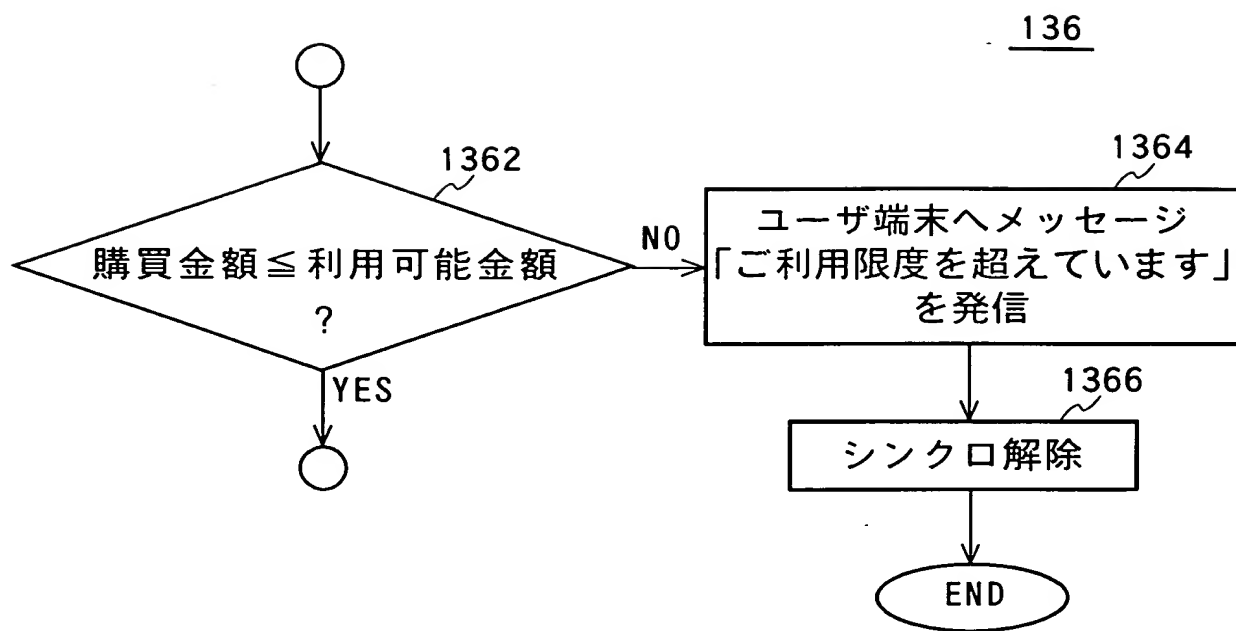 136
1362
購買金額≦利用可能金額
?
NO
YES
1364
ユーザ端末へメッセージ
「ご利用限度を超えています」
を発信
1366
シンクロ解除
END